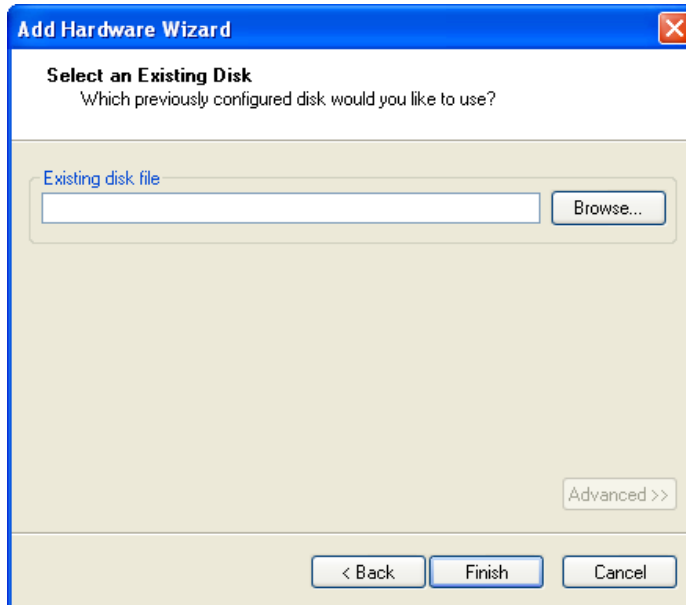 Add Hardware Wizard
Select an Existing Disk
Which previously configured disk would you like to use?
Existing disk file
Browse...
Advanced >>
< Back
Finish
Cancel